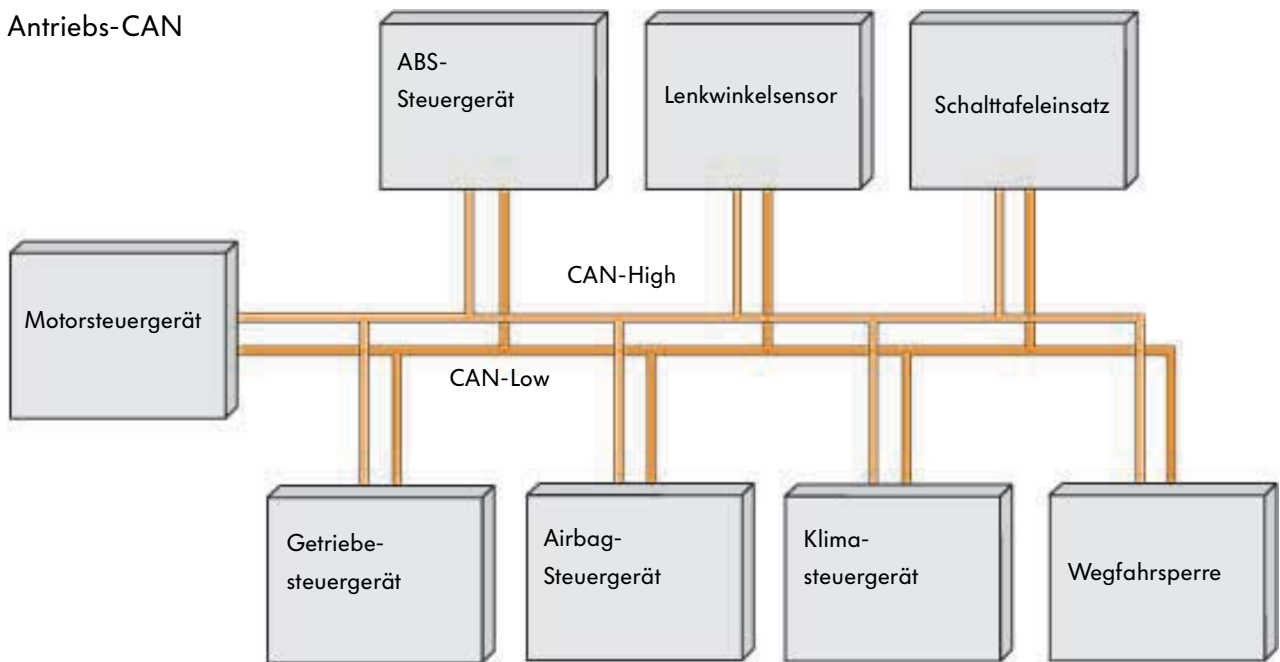 Antriebs-CAN
ABS-
Steuergerät
Lenkwinkelsensor
Schalttafeleinsatz
CAN-High
Motorsteuergerät
CAN-Low
Getriebe-
steuergerät
Airbag-
Steuergerät
Klima-
steuergerät
Wegfahrsperre